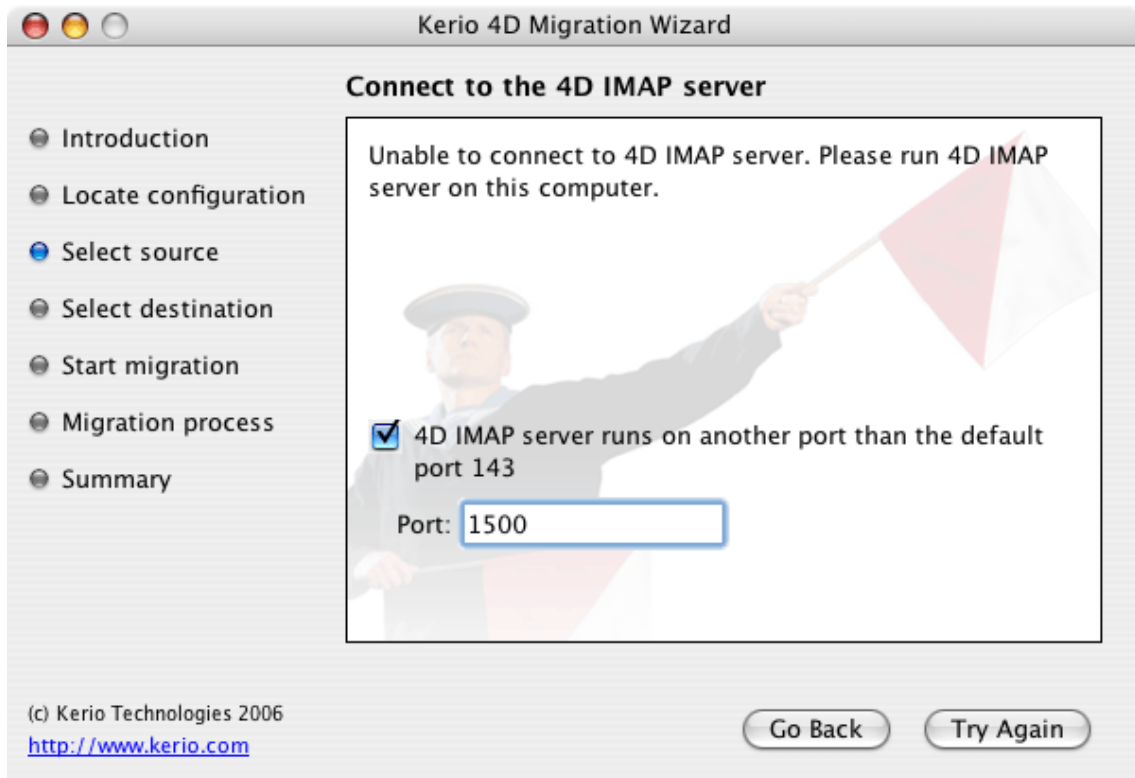 Kerio 4D Migration Wizard
Connect to the 4D IMAP server
Introduction
Locate configuration
Select source
Select destination
Start migration
Migration process
Summary
Unable to connect to 4D IMAP server. Please run 4D IMAP
server on this computer.
4D IMAP server runs on another port than the default
port 143
Port: 1500
(c) Kerio Technologies 2006
http://www.kerio.com
Go Back
Try Again